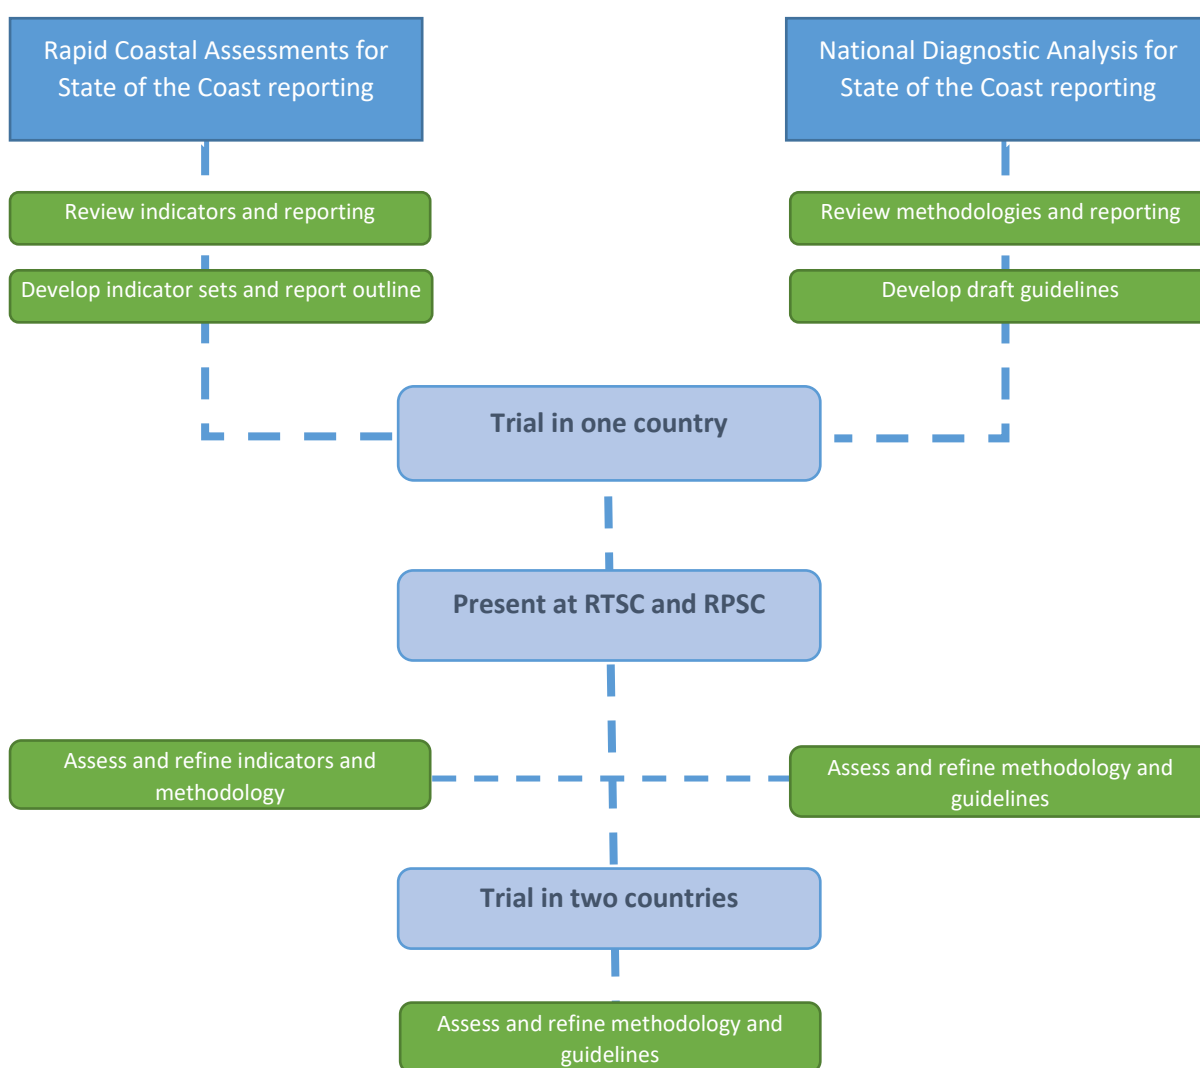 Rapid Coastal Assessments for
State of the Coast reporting
National Diagnostic Analysis for
State of the Coast reporting
Review indicators and reporting
Review methodologies and reporting
Develop indicator sets and report outline
Develop draft guidelines
Trial in one country
Present at RTSC and RPSC
Assess and refine indicators and
methodology
Assess and refine methodology and
guidelines
Trial in two countries
Assess and refine methodology and
guidelines